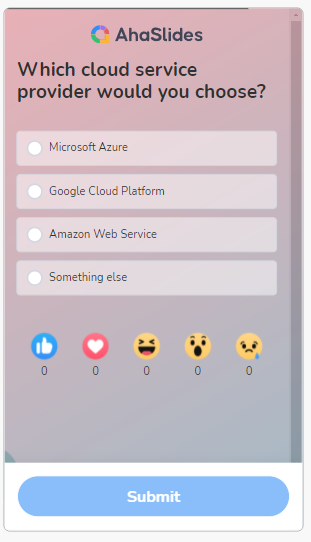 AhaSlides
Which cloud service
provider would you choose?
Microsoft Azure
Google Cloud Platform
Amazon Web Service
Something else
0 0 0 0 0
Submit